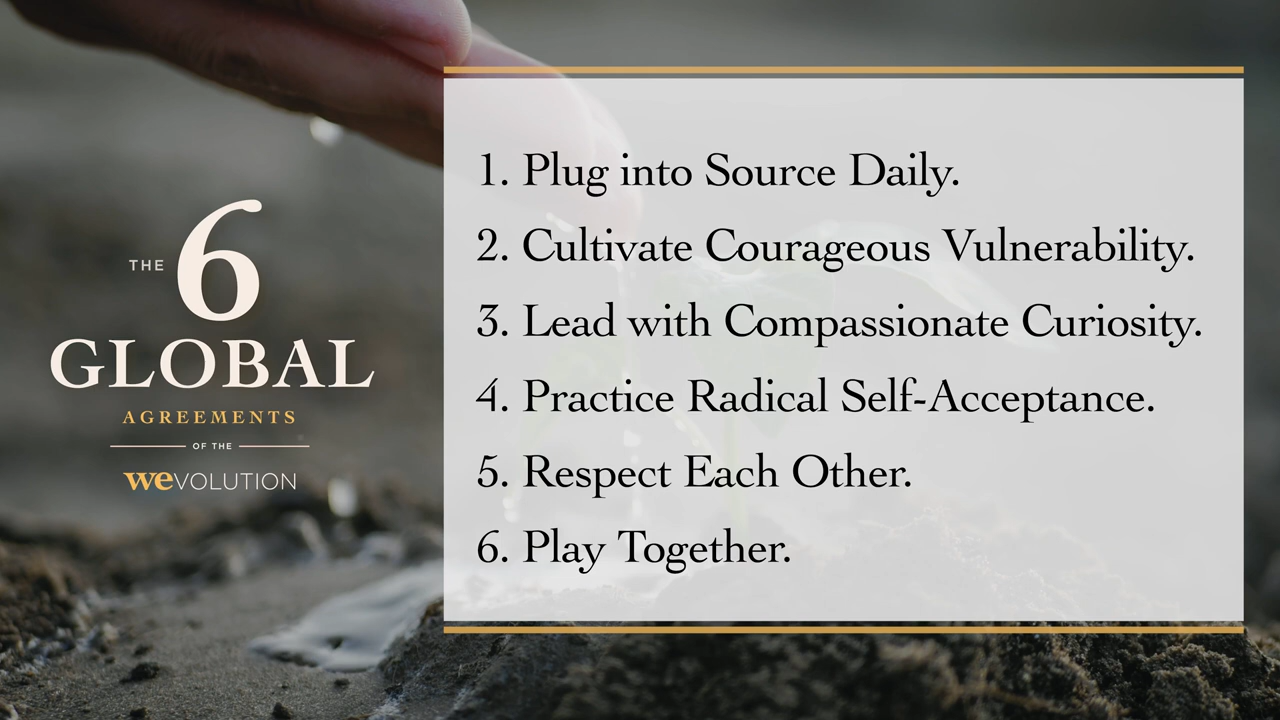 THE 6
GLOBAL
AGREEMENTS
OF THE
weVOLUTION
1. Plug into Source Daily.
2. Cultivate Courageous Vulnerability.
3. Lead with Compassionate Curiosity.
4. Practice Radical Self-Acceptance.
5. Respect Each Other.
6. Play Together.